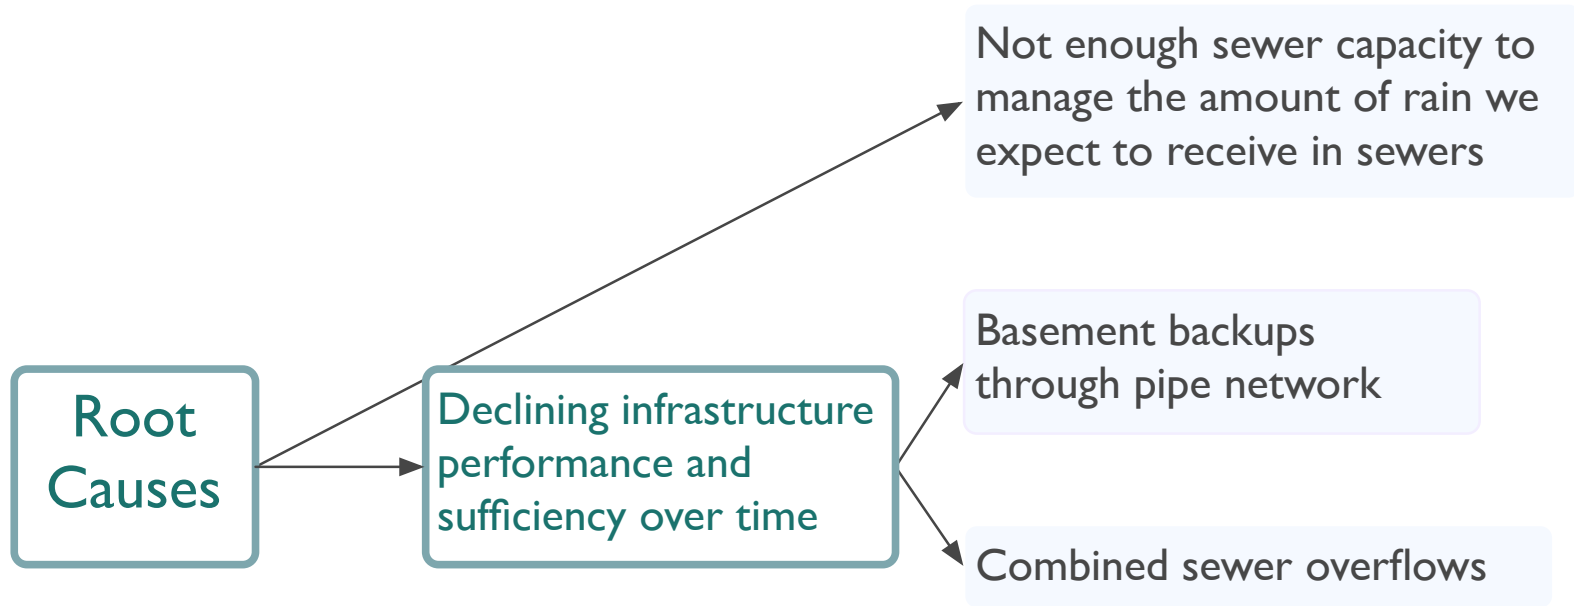 Not enough sewer capacity to
manage the amount of rain we
expect to receive in sewers
Basement backups
through pipe network
Root
Causes
Declining infrastructure
performance and
sufficiency over time
Combined sewer overflows